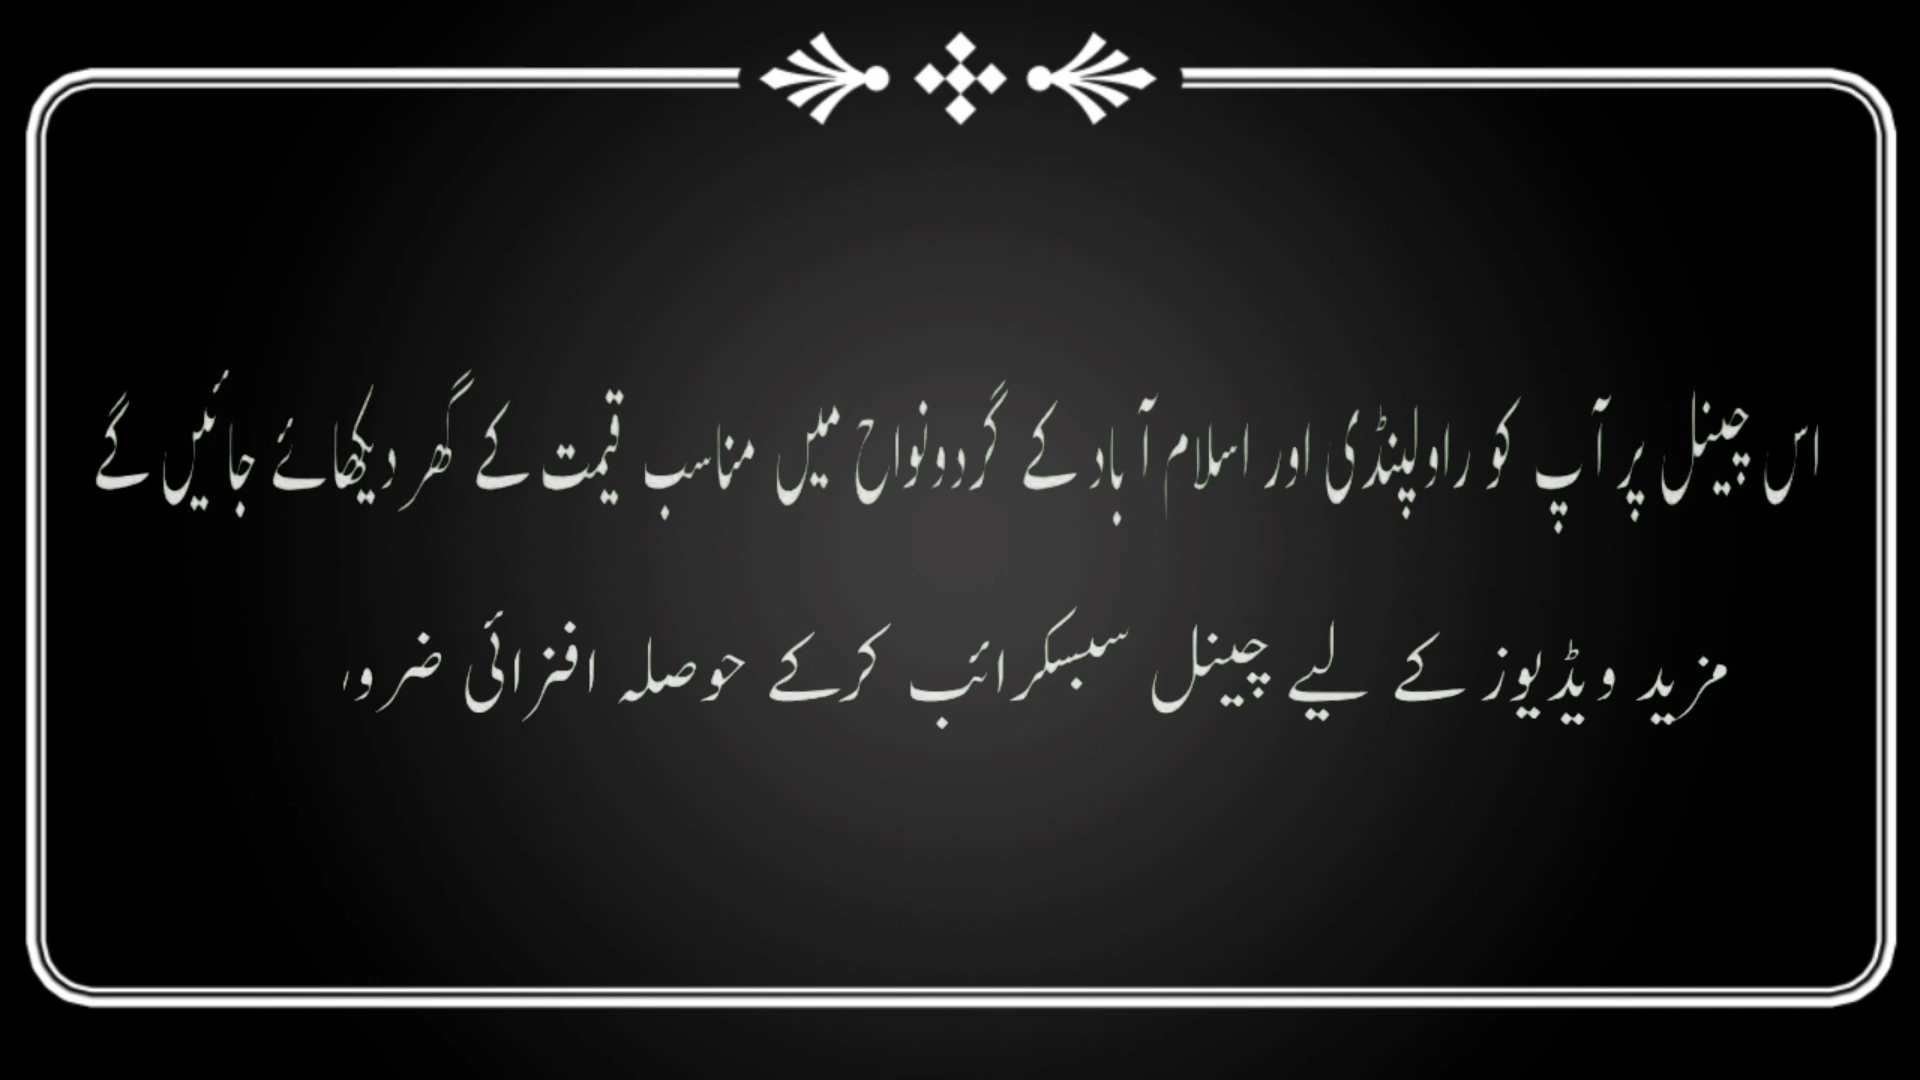 اس چینل پر آپ کو راولپنڈی اور اسلام آباد کے گردونواح میں مناسب قیمت کے گھر دیکھائے جائیں گے
مزید ویڈیوز کے لیے چینل سبسکرائب کرکے حوصلہ افزائی ضرو